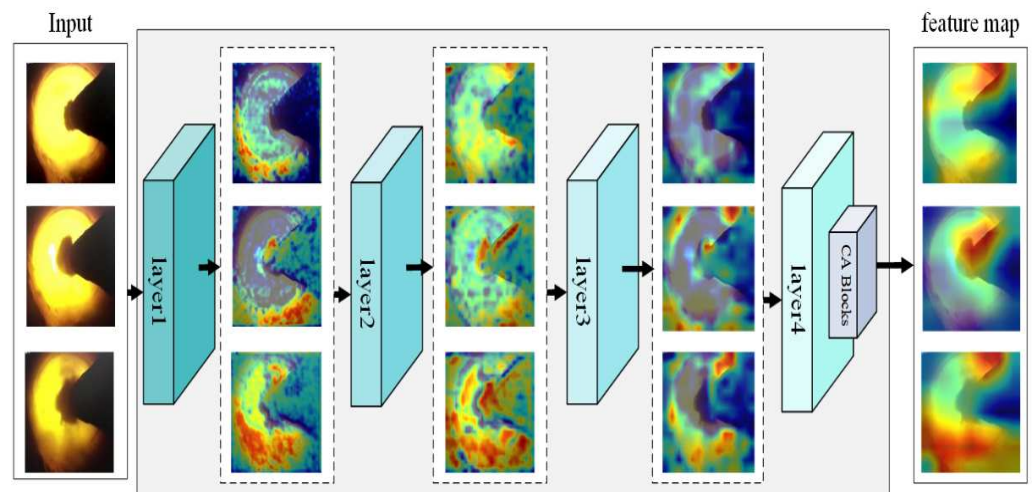 Input
feature map
layer1
layer2
layer3
layer4
CA Blocks